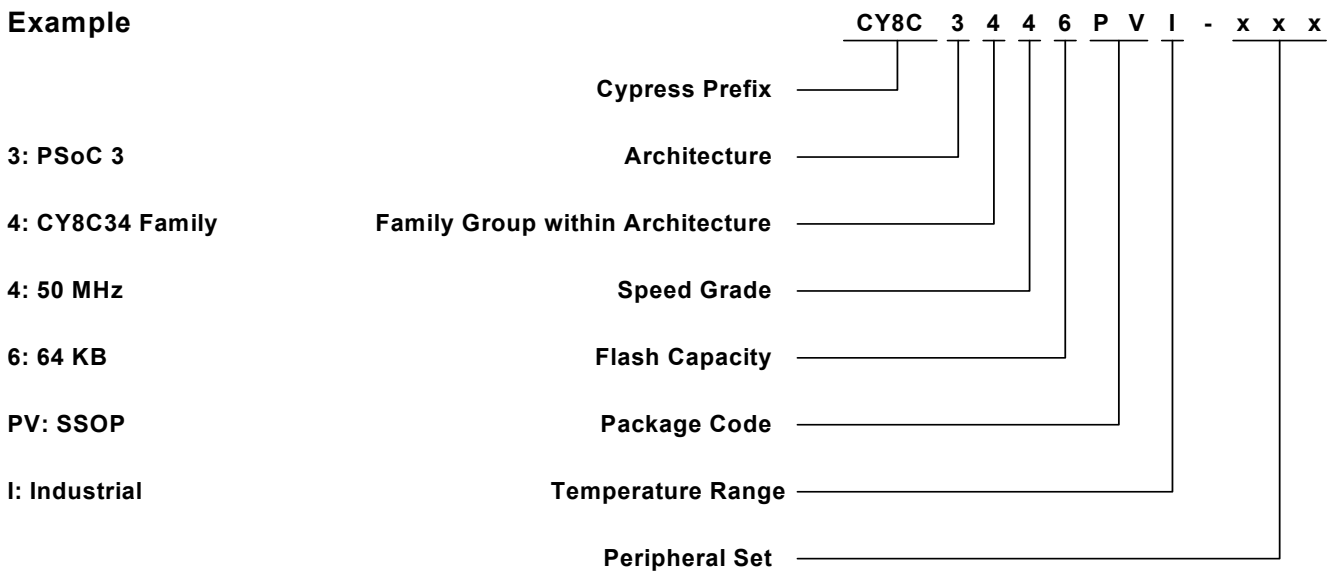 Example CY8C 3 4 4 6 P V I - x x x
Cypress Prefix
3: PSoC 3 Architecture
4: CY8C34 Family Family Group within Architecture
4: 50 MHz Speed Grade
6: 64 KB Flash Capacity
PV: SSOP Package Code
I: Industrial Temperature Range
Peripheral Set